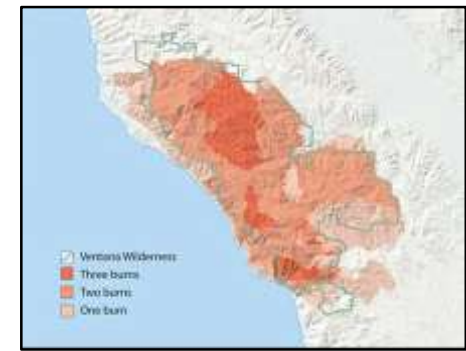 Ventana Wilderness
Three burns
Two burns
One burn